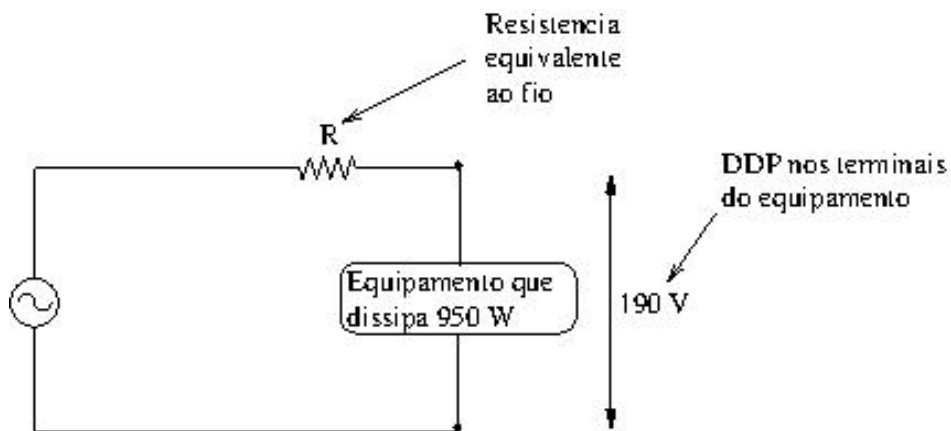 Resistencia
equivalente
ao fio
R
DDP nos terminais
do equipamento
Equipamento que
dissipa 950 W
190 V